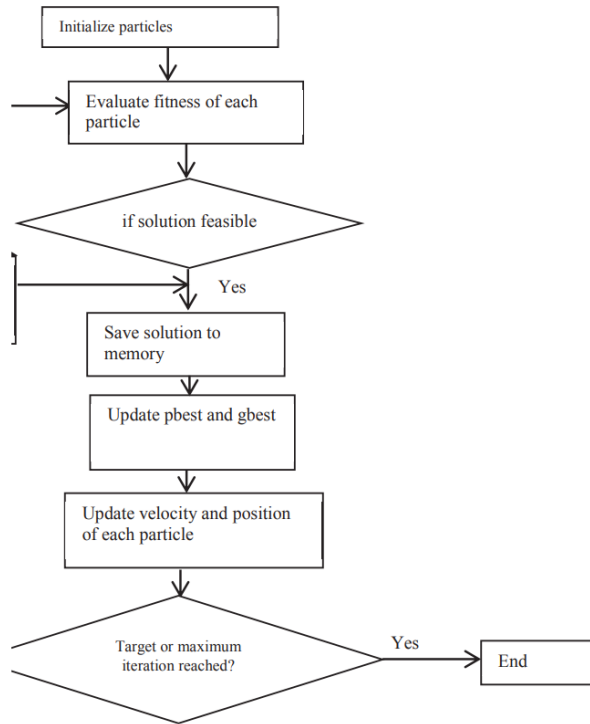 Initialize particles
Evaluate fitness of each
particle
if solution feasible
Yes
Save solution to
memory
Update pbest and gbest
Update velocity and position
of each particle
Target or maximum
iteration reached?
Yes
End